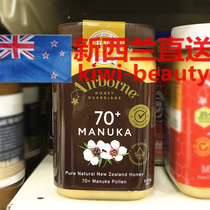 新西兰直送
kiwi-beauty
Airborne
HONEY
GUARDIANS
70+
MANUKA
Pure Natural New Zealand Honey
70+ Manuka Pollen